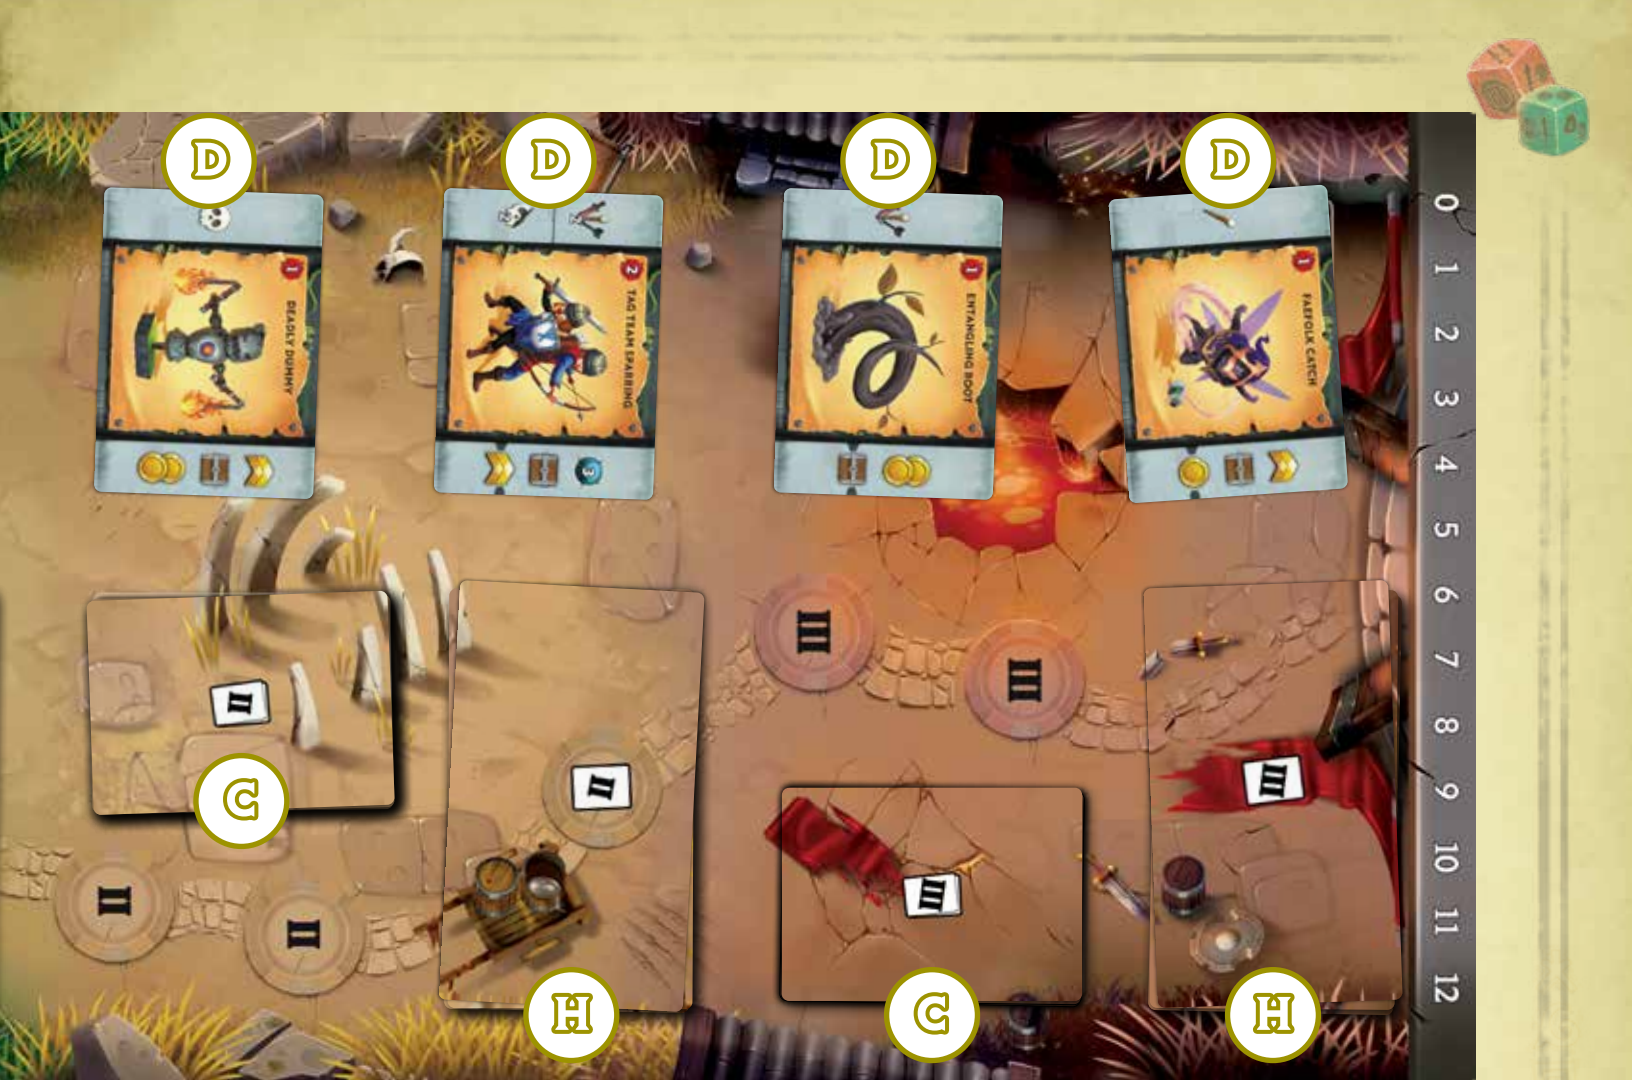 D
D
D
D
1
DEADLY DUMMY
2
TAG TEAM SPARRING
3
1
ENTANGLING ROOT
1
FAEFOLK CATCH
0
1
2
3
4
5
6
7
8
9
10
11
12
III
III
II
II
III
C
III
II
II
H
C
H